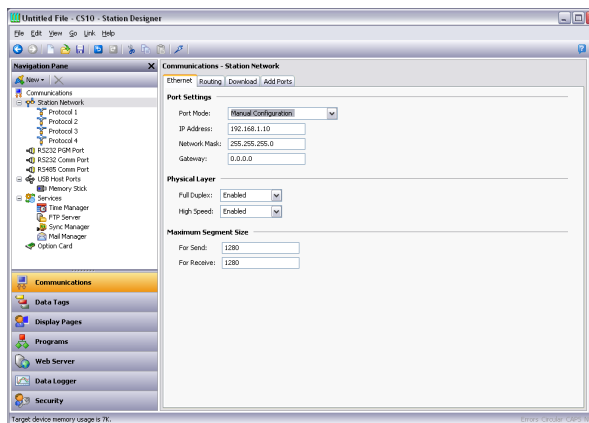 Untitled File - CS10 - Station Designer
File Edit View Go Link Help
Navigation Pane
New
Communications
Station Network
Protocol 1
Protocol 2
Protocol 3
Protocol 4
RS232 PGM Port
RS232 Comm Port
RS485 Comm Port
USB Host Ports
Memory Stick
Services
Time Manager
FTP Server
Sync Manager
Mail Manager
Option Card
Communications
Data Tags
Display Pages
Programs
Web Server
Data Logger
Security
Communications - Station Network
Ethernet Routing Download Add Ports
Port Settings
Port Mode: Manual Configuration
IP Address: 192.168.1.10
Network Mask: 255.255.255.0
Gateway: 0.0.0.0
Physical Layer
Full Duplex: Enabled
High Speed: Enabled
Maximum Segment Size
For Send: 1280
For Receive: 1280
Target device memory usage is 7K.
Errors Circular CAPS